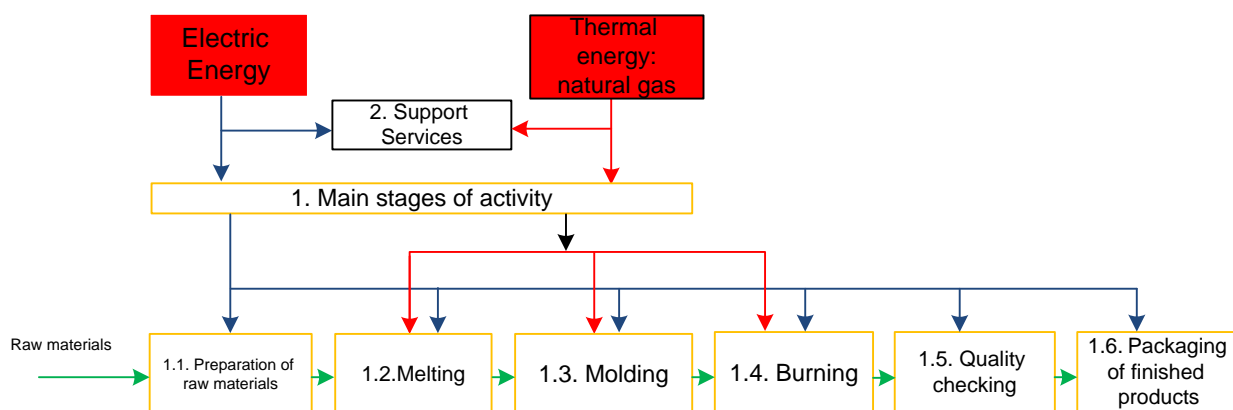 Electric
Energy
Thermal
energy:
natural gas
2. Support
Services
1. Main stages of activity
Raw materials
1.1. Preparation of
raw materials
1.2.Melting
1.3. Molding
1.4. Burning
1.5. Quality
checking
1.6. Packaging
of finished
products